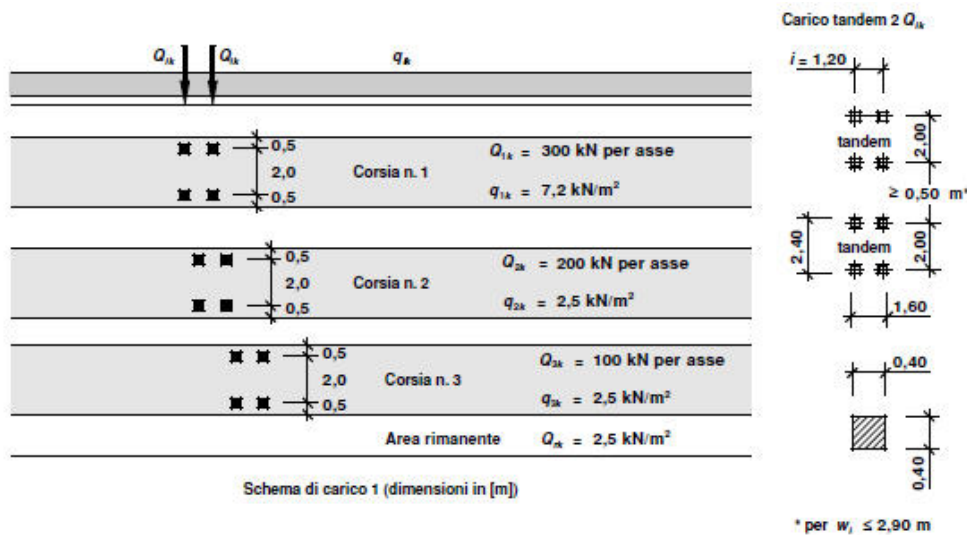 Carico tandem 2 Qlk
Qlk Qlk qlk
i = 1,20
0,5
2,0
0,5
Corsia n. 1
Q1k = 300 kN per asse
q1k = 7,2 kN/m²
tandem
2,00
≥ 0,50 m*
0,5
2,0
0,5
Corsia n. 2
Q2k = 200 kN per asse
q2k = 2,5 kN/m²
2,40
tandem
2,00
1,60
0,5
2,0
0,5
Corsia n. 3
Q3k = 100 kN per asse
q3k = 2,5 kN/m²
0,40
0,40
Area rimanente Qrk = 2,5 kN/m²
Schema di carico 1 (dimensioni in [m])
* per wl ≤ 2,90 m